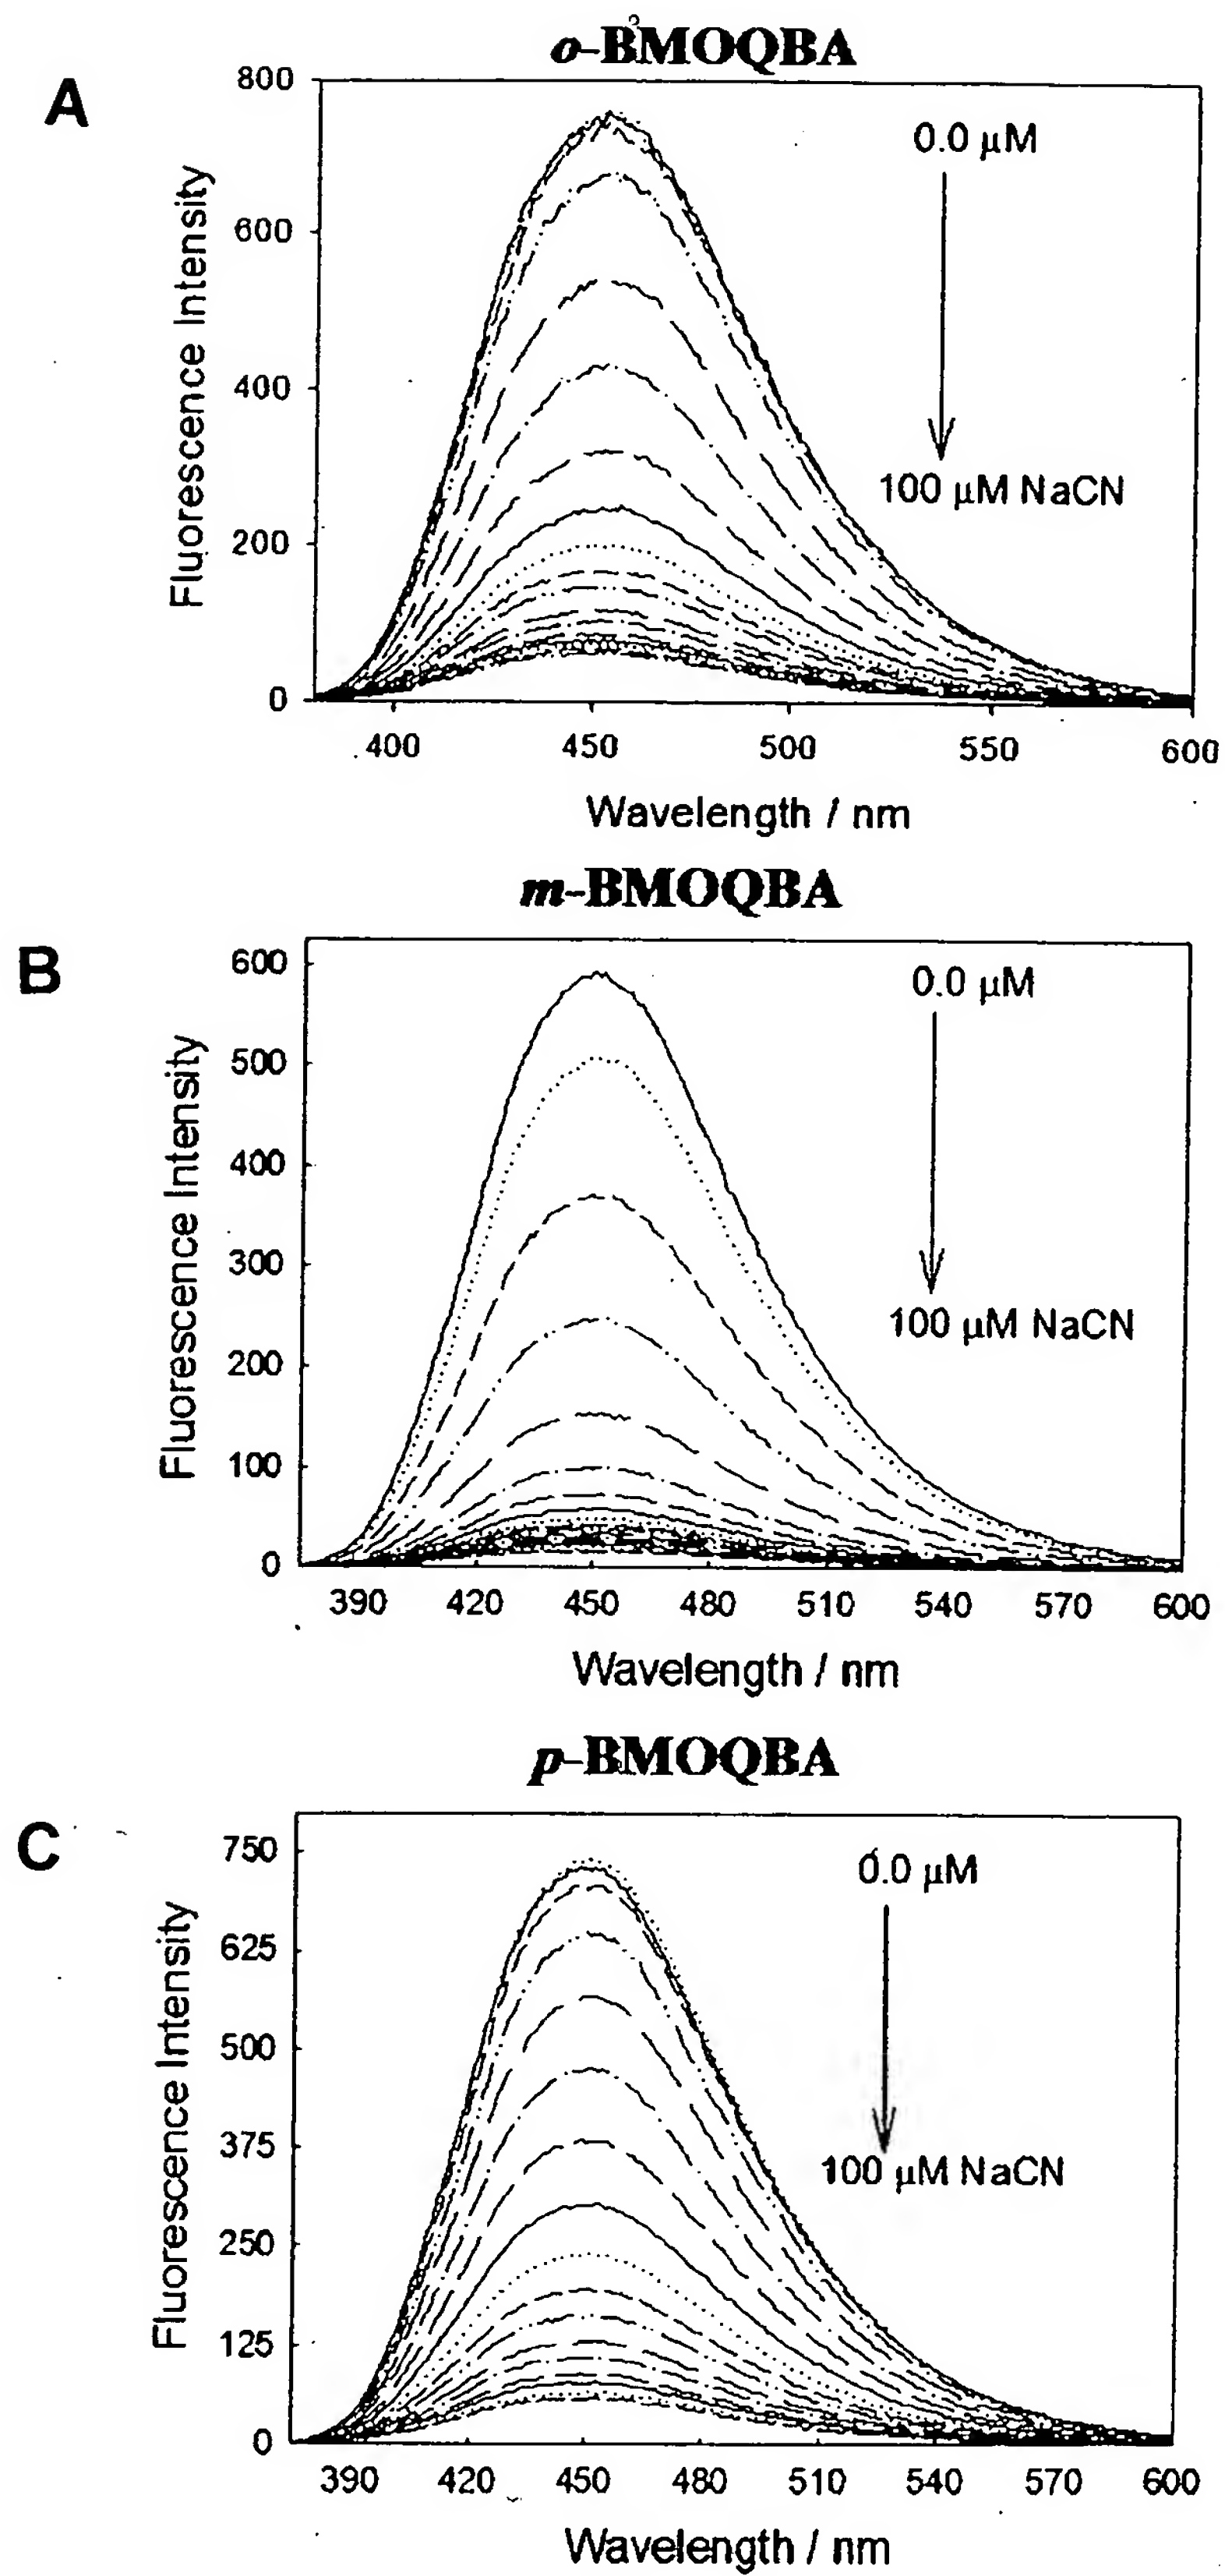 o-BMOQBA
A
800
600
400
200
0
Fluorescence Intensity
0.0 μM
100 μM NaCN
400 450 500 550 600
Wavelength / nm
m-BMOQBA
B
600
500
400
300
200
100
0
Fluorescence Intensity
0.0 μM
100 μM NaCN
390 420 450 480 510 540 570 600
Wavelength / nm
p-BMOQBA
C
750
625
500
375
250
125
0
Fluorescence Intensity
0.0 μM
100 μM NaCN
390 420 450 480 510 540 570 600
Wavelength / nm